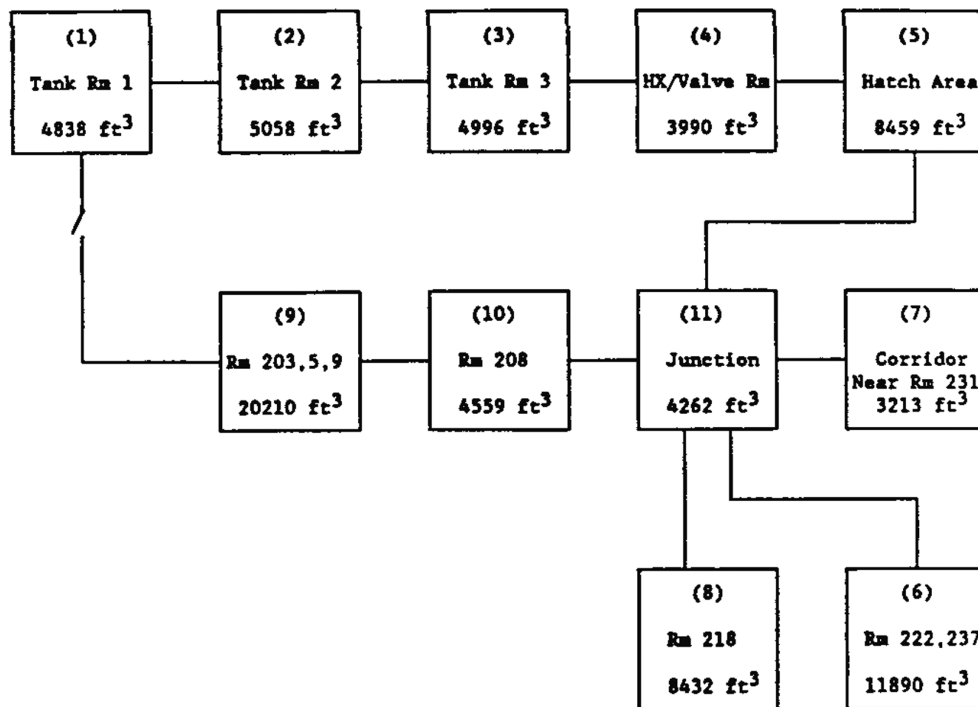 (1)
Tank Rm 1
4838 ft³
(2)
Tank Rm 2
5058 ft³
(3)
Tank Rm 3
4996 ft³
(4)
HX/Valve Rm
3990 ft³
(5)
Hatch Area
8459 ft³
(9)
Rm 203,5,9
20210 ft³
(10)
Rm 208
4559 ft³
(11)
Junction
4262 ft³
(7)
Corridor
Near Rm 231
3213 ft³
(8)
Rm 218
8432 ft³
(6)
Rm 222,237
11890 ft³